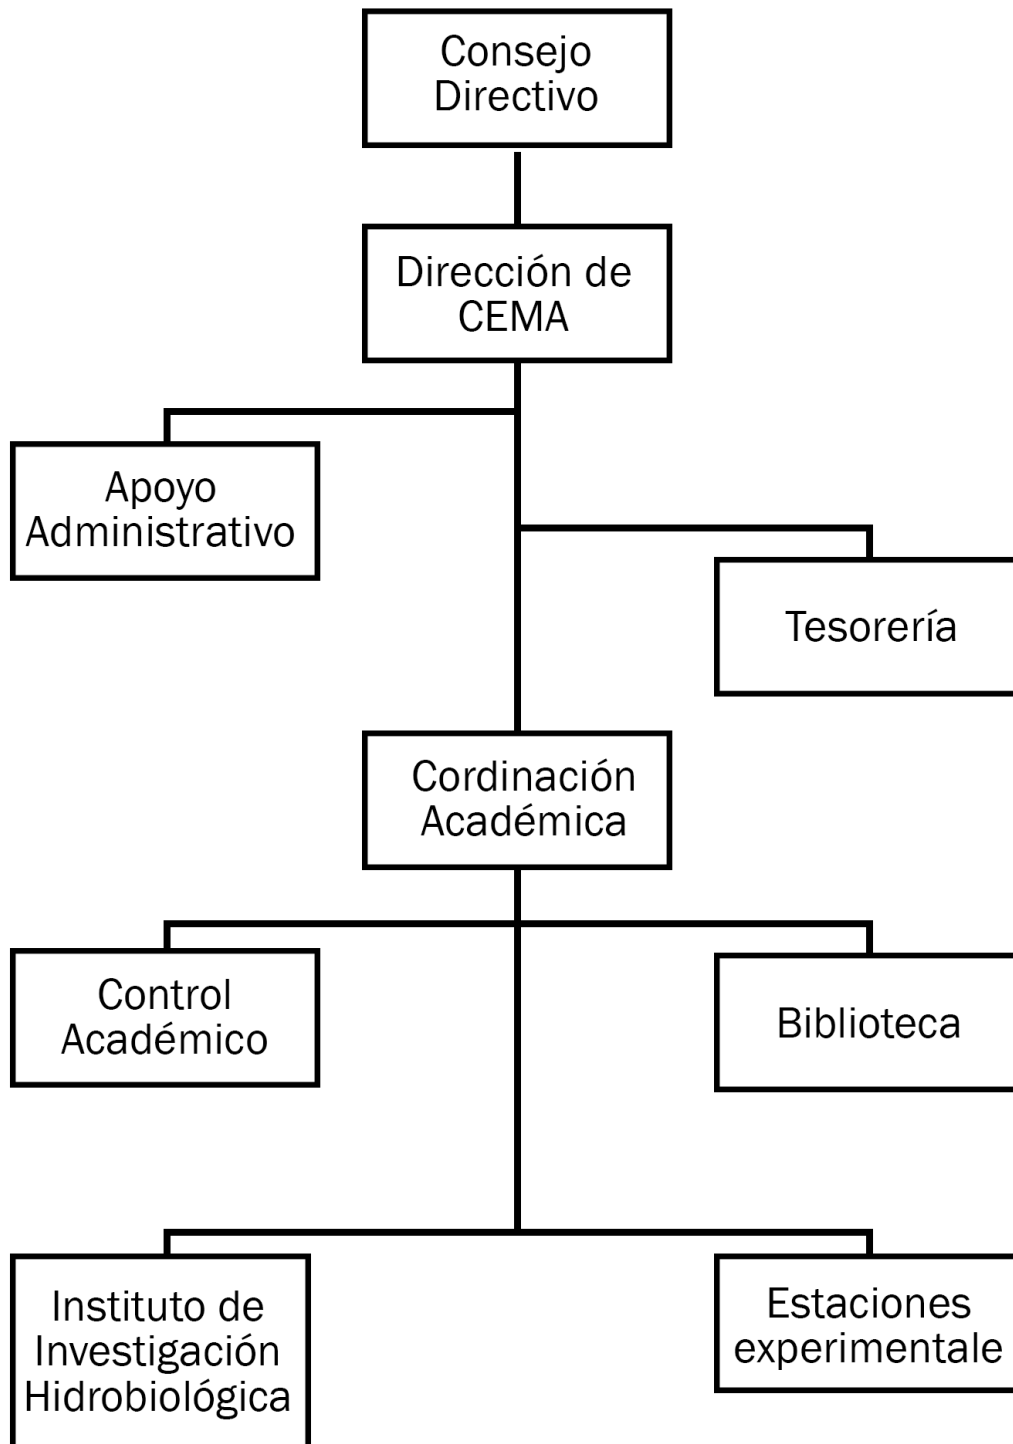 Consejo
Directivo
Dirección de
CEMA
Apoyo
Administrativo
Tesorería
Cordinación
Académica
Control
Académico
Biblioteca
Instituto de
Investigación
Hidrobiológica
Estaciones
experimentale